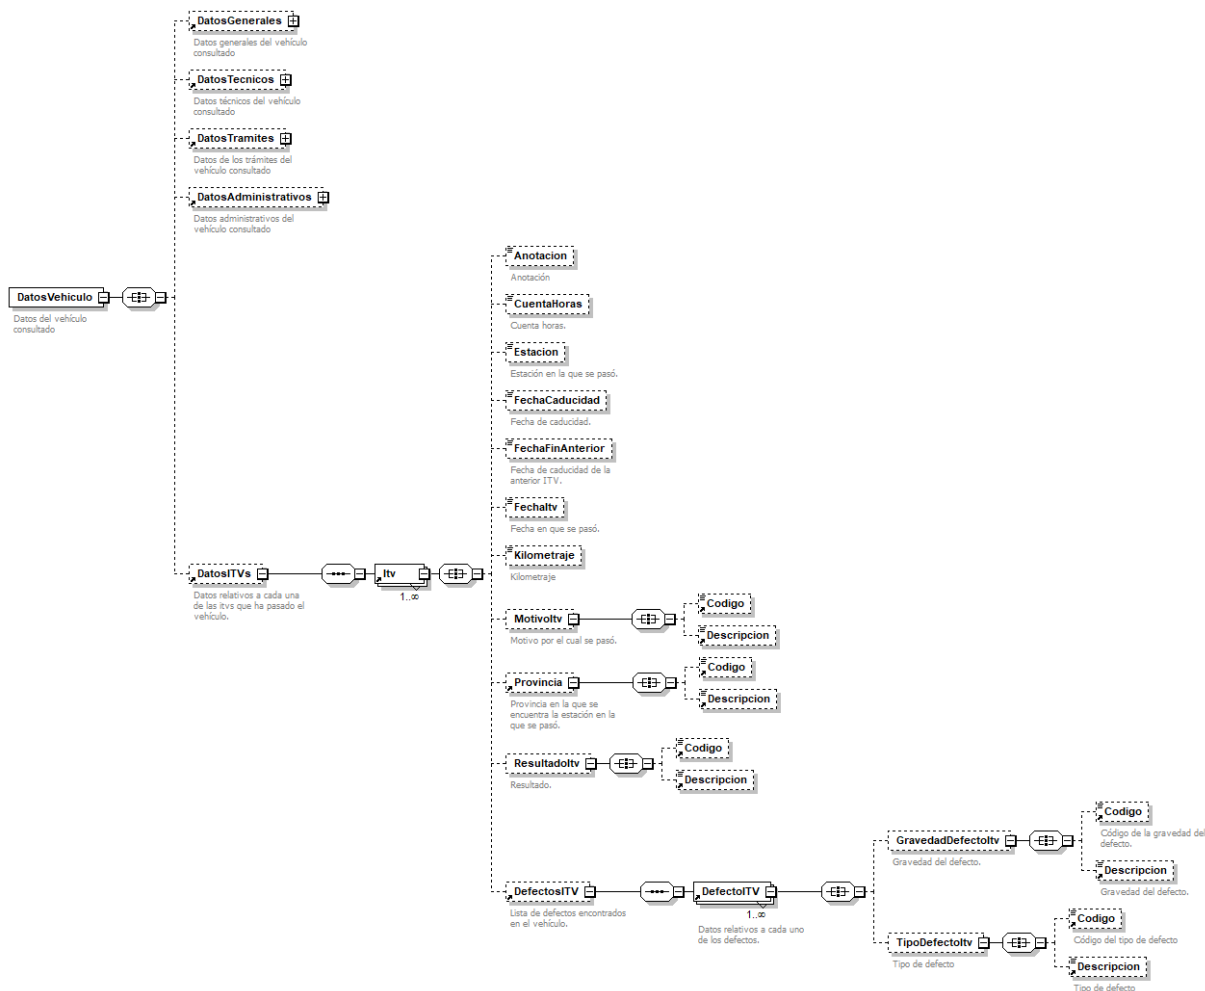 DatosGenerales
Datos generales del vehículo
consultado
DatosTecnicos
Datos técnicos del vehículo
consultado
DatosTramites
Datos de los trámites del
vehículo consultado
DatosAdministrativos
Datos administrativos del
vehículo consultado
DatosVehiculo
Datos del vehículo
consultado
DatosITVs
Datos relativos a cada una
de las itvs que ha pasado el
vehículo.
Itv
1..∞
Anotacion
Anotación
CuentaHoras
Cuenta horas.
Estacion
Estación en la que se pasó.
FechaCaducidad
Fecha de caducidad.
FechaFinAnterior
Fecha de caducidad de la
anterior ITV.
FechaItv
Fecha en que se pasó.
Kilometraje
Kilometraje
MotivoItv
Motivo por el cual se pasó.
Codigo
Descripcion
Provincia
Provincia en la que se
encuentra la estación en la
que se pasó.
Codigo
Descripcion
ResultadoItv
Resultado.
Codigo
Descripcion
DefectosITV
Lista de defectos encontrados
en el vehículo.
DefectoITV
1..∞
Datos relativos a cada uno
de los defectos.
GravedadDefectoItv
Gravedad del defecto.
Codigo
Código de la gravedad del
defecto.
Descripcion
Gravedad del defecto.
TipoDefectoItv
Tipo de defecto
Codigo
Código del tipo de defecto
Descripcion
Tipo de defecto